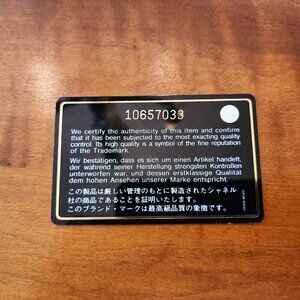 10657039
We certify the authenticity of this item and confirm
that it has been subjected to the most exacting quality
control. Its high quality is a symbol of the fine reputation
of the Trademark.
Wir bestätigen, dass es sich um einen Artikel handelt,
der während seiner Herstellung strengsten Kontrollen
unterworfen war, und dessen erstklassige Qualität
dem hohen Ansehen unserer Marke entspricht.
この製品は厳しい管理のもとに製造されたシャネル
社の商品であることを証明いたします。
このブランド・マークは最高級品質の象徴です。